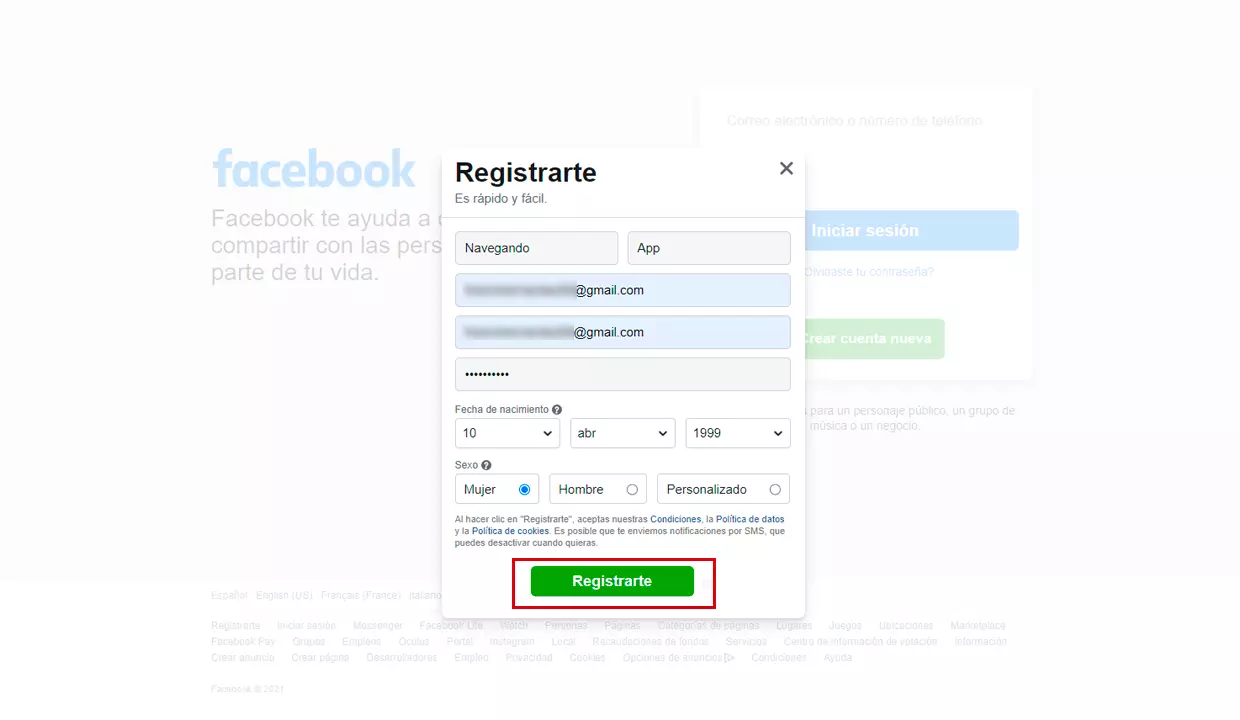 Correo electrónico o número de teléfono
facebook
Registrarte
Es rápido y fácil.
Facebook te ayuda a
compartir con las pers
parte de tu vida.
Navegando
App
Iniciar sesión
@gmail.com
¿Olvidaste tu contraseña?
@gmail.com
Crear cuenta nueva
••••••••••
Fecha de nacimiento
10
abr
1999
para un personaje público, un grupo de
música o un negocio.
Sexo
Mujer
Hombre
Personalizado
Al hacer clic en "Registrarte", aceptas nuestras Condiciones, la Política de datos
y la Política de cookies. Es posible que te enviemos notificaciones por SMS, que
puedes desactivar cuando quieras.
Registrarte
Español English (US) Français (France) Italiano
Registrarte Iniciar sesión Messenger Facebook Lite Watch Personas Páginas Categorías de páginas Lugares Juegos Ubicaciones Marketplace
Facebook Pay Grupos Empleos Oculus Portal Instagram Local Recaudaciones de fondos Servicios Centro de información de votación Información
Crear anuncio Crear página Desarrolladores Empleo Privacidad Cookies Opciones de anuncios Condiciones Ayuda
Facebook © 2021